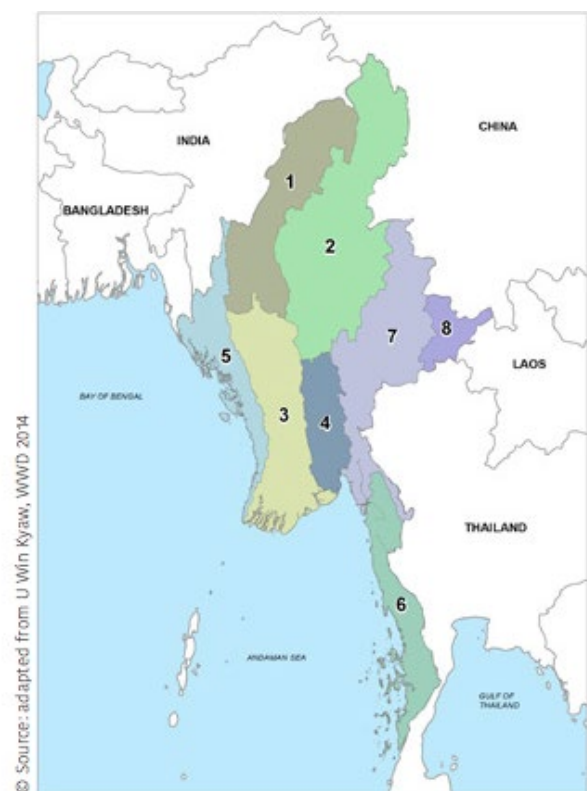 CHINA
INDIA
1
BANGLADESH
2
7
8
5
LAOS
BAY OF BENGAL
3
4
THAILAND
6
ANDAMAN SEA
GULF OF
THAILAND
© Source: adapted from U Win Kyaw, WWD 2014